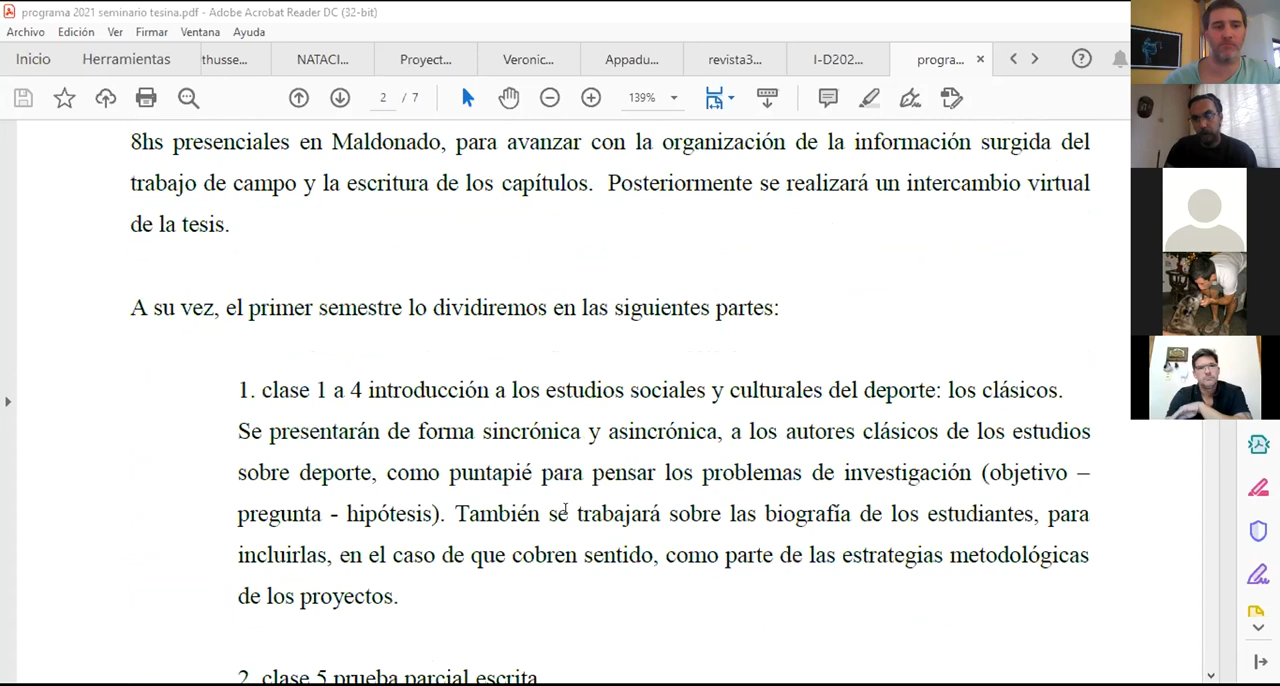 programa 2021 seminario tesina.pdf - Adobe Acrobat Reader DC (32-bit)
Archivo Edición Ver Firmar Ventana Ayuda
Inicio Herramientas thusse... NATACI... Proyect... Veronic... Appadu... revista3... I-D202... progra... ×
2 / 7 139%
8hs presenciales en Maldonado, para avanzar con la organización de la información surgida del
trabajo de campo y la escritura de los capítulos. Posteriormente se realizará un intercambio virtual
de la tesis.
A su vez, el primer semestre lo dividiremos en las siguientes partes:
1. clase 1 a 4 introducción a los estudios sociales y culturales del deporte: los clásicos.
Se presentarán de forma sincrónica y asincrónica, a los autores clásicos de los estudios
sobre deporte, como puntapié para pensar los problemas de investigación (objetivo –
pregunta - hipótesis). También se trabajará sobre las biografía de los estudiantes, para
incluirlas, en el caso de que cobren sentido, como parte de las estrategias metodológicas
de los proyectos.
2. clase 5 prueba parcial escrita